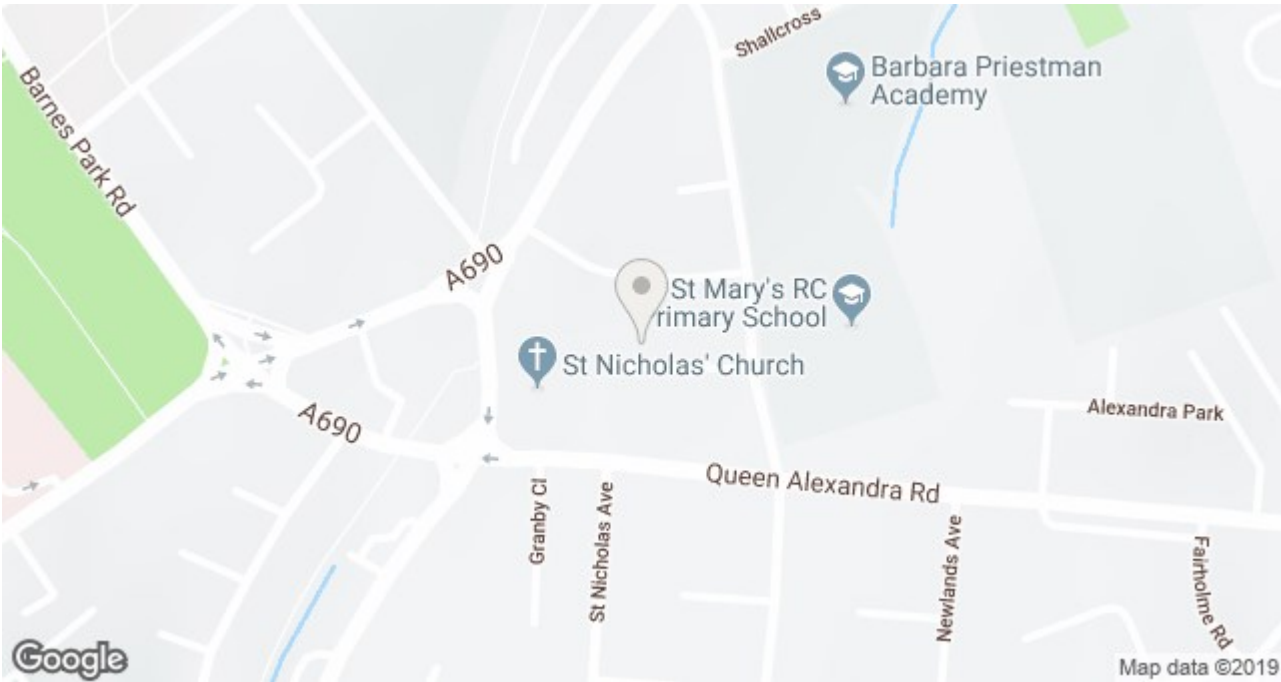 Shallcross
Barbara Priestman
Academy
Barnes Park Rd
A690
St Mary's RC
rimary School
St Nicholas' Church
A690
Alexandra Park
Queen Alexandra Rd
Granby Cl
St Nicholas Ave
Newlands Ave
Fairholme Rd
Google
Map data ©2019